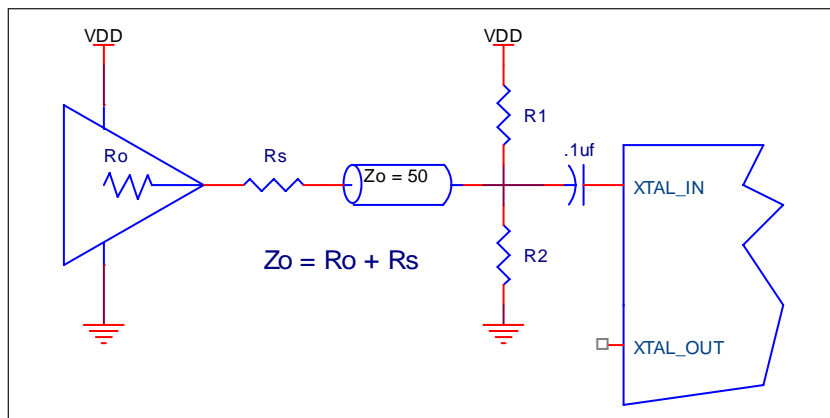 VDD
VDD
R1
Ro
Rs
Zo = 50
.1uf
XTAL_IN
Zo = Ro + Rs
R2
XTAL_OUT